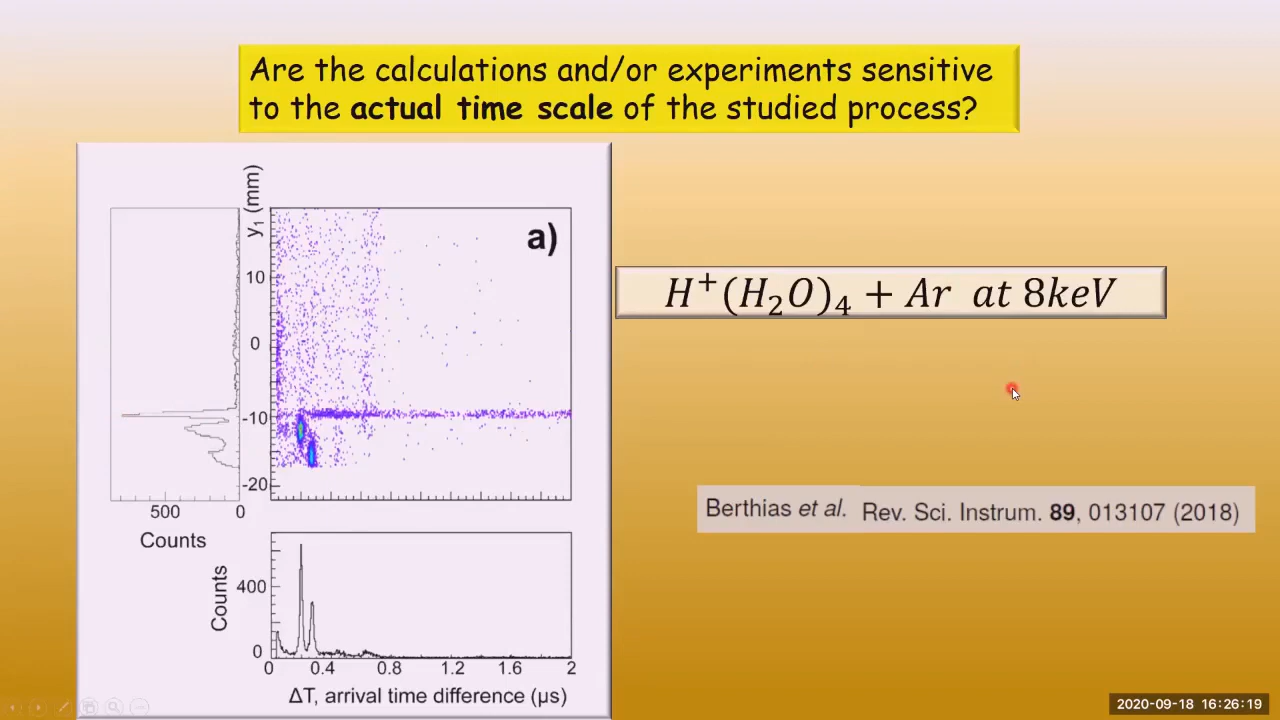 Are the calculations and/or experiments sensitive
to the actual time scale of the studied process?
y₁ (mm)
a)
10
0
-10
-20
500 0
Counts
Counts
400
0
0 0.4 0.8 1.2 1.6 2
ΔT, arrival time difference (μs)
H⁺(H₂O)₄ + Ar at 8keV
Berthias et al. Rev. Sci. Instrum. 89, 013107 (2018)
2020-09-18 16:26:19